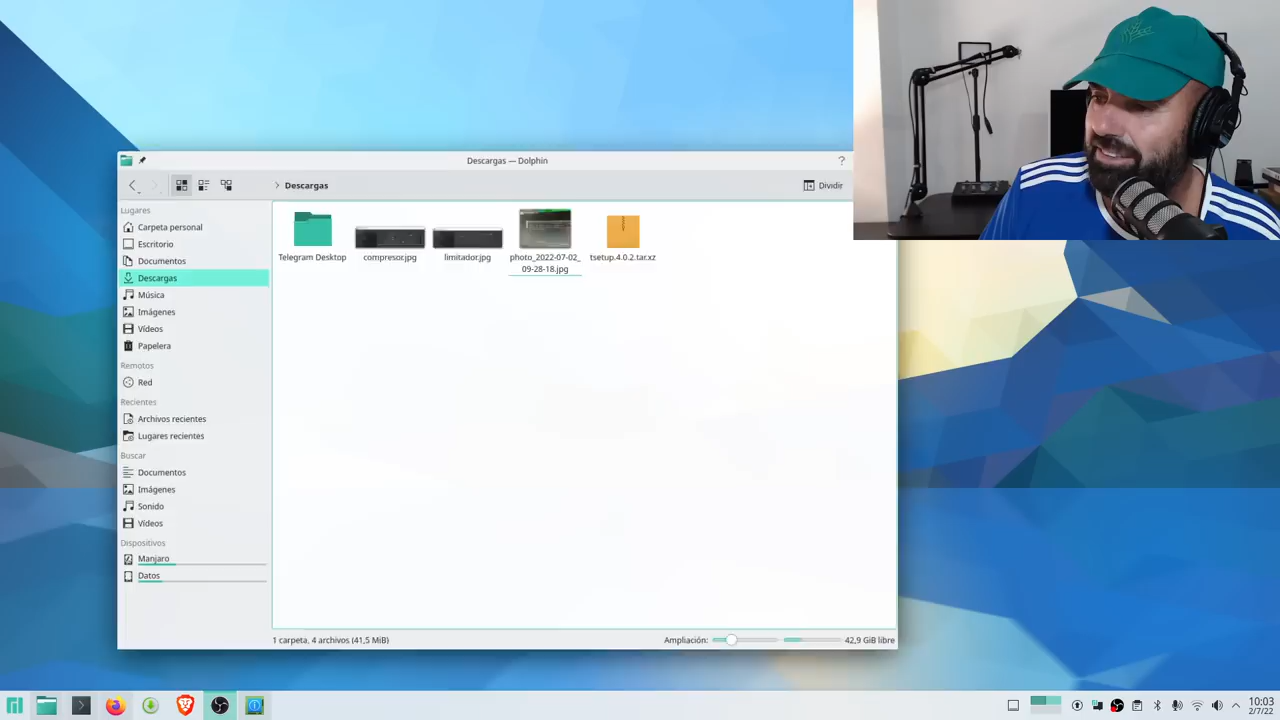 Descargas — Dolphin
?
Descargas
Dividir
Lugares
Carpeta personal
Escritorio
Documentos
Descargas
Música
Imágenes
Vídeos
Papelera
Remotos
Red
Recientes
Archivos recientes
Lugares recientes
Buscar
Documentos
Imágenes
Sonido
Vídeos
Dispositivos
Manjaro
Datos
Telegram Desktop
compresor.jpg
limitador.jpg
photo_2022-07-02_
09-28-18.jpg
tsetup.4.0.2.tar.xz
1 carpeta, 4 archivos (41,5 MiB)
Ampliación:
42,9 GiB libre
10:03
2/7/22